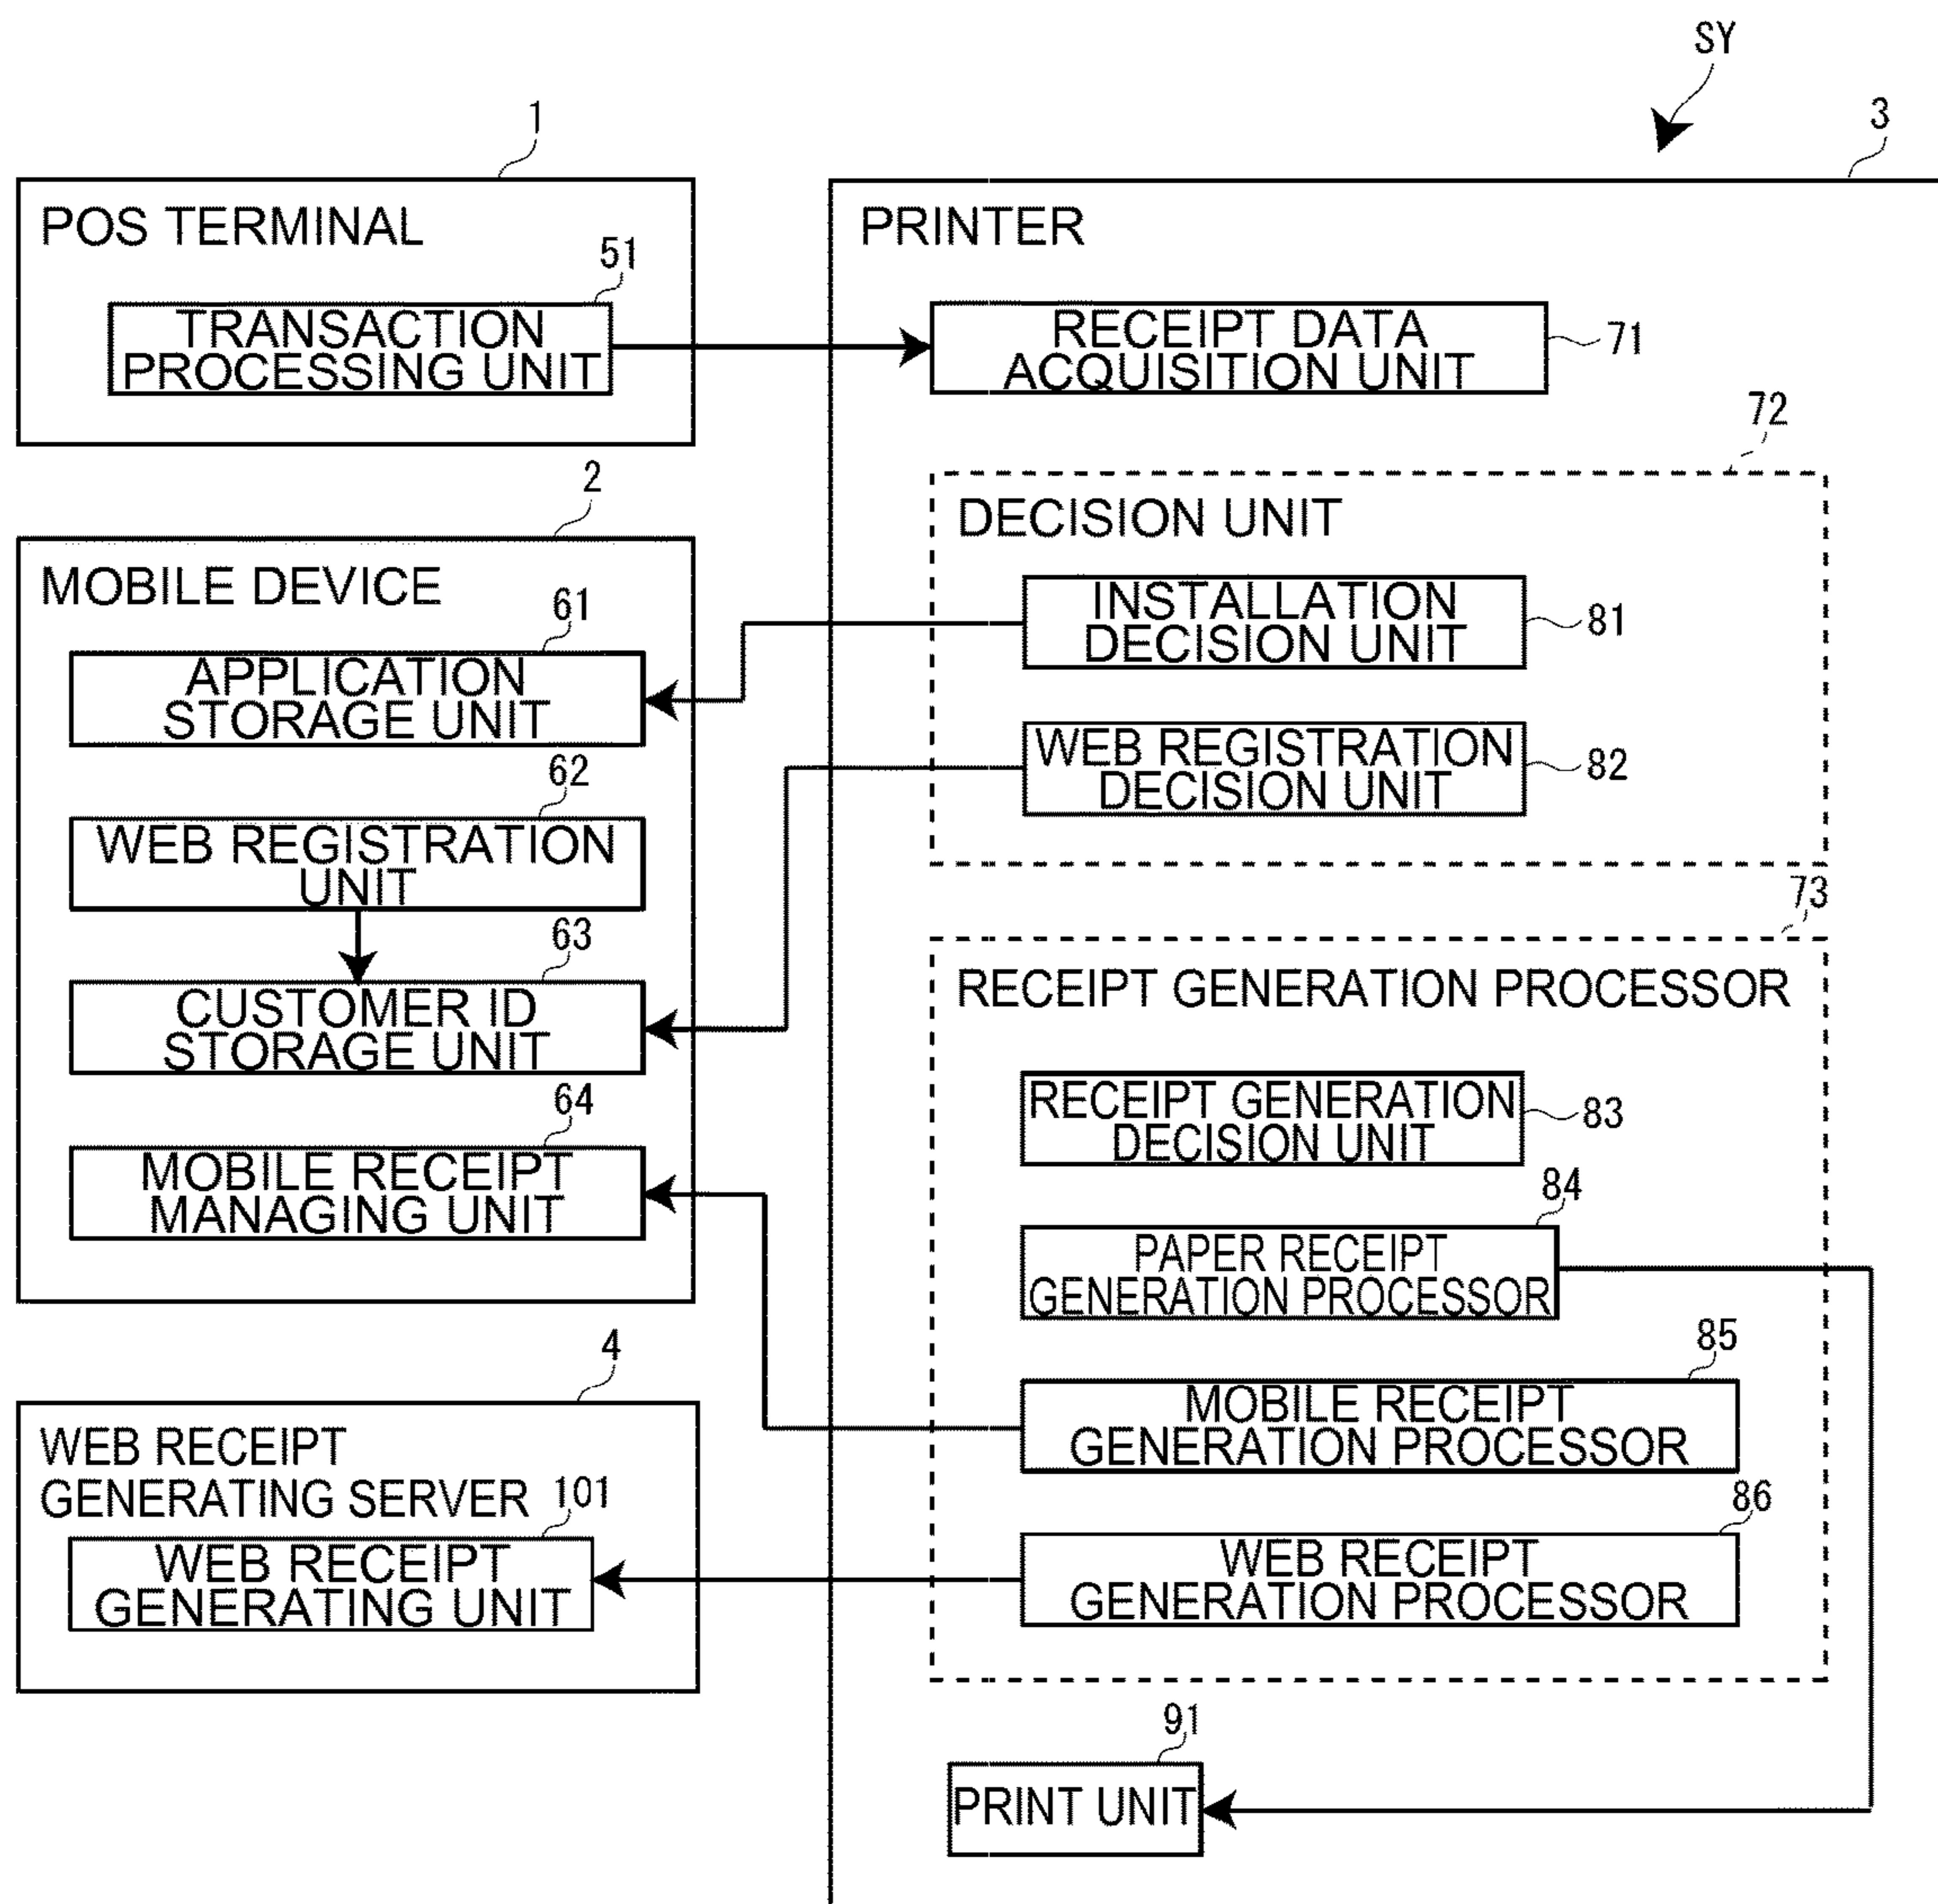 SY
1
3
POS TERMINAL
51
TRANSACTION
PROCESSING UNIT
PRINTER
RECEIPT DATA
ACQUISITION UNIT
71
72
DECISION UNIT
INSTALLATION
DECISION UNIT
81
WEB REGISTRATION
DECISION UNIT
82
2
MOBILE DEVICE
61
APPLICATION
STORAGE UNIT
62
WEB REGISTRATION
UNIT
63
CUSTOMER ID
STORAGE UNIT
64
MOBILE RECEIPT
MANAGING UNIT
73
RECEIPT GENERATION PROCESSOR
RECEIPT GENERATION
DECISION UNIT
83
84
PAPER RECEIPT
GENERATION PROCESSOR
85
MOBILE RECEIPT
GENERATION PROCESSOR
86
WEB RECEIPT
GENERATION PROCESSOR
4
WEB RECEIPT
GENERATING SERVER
101
WEB RECEIPT
GENERATING UNIT
91
PRINT UNIT